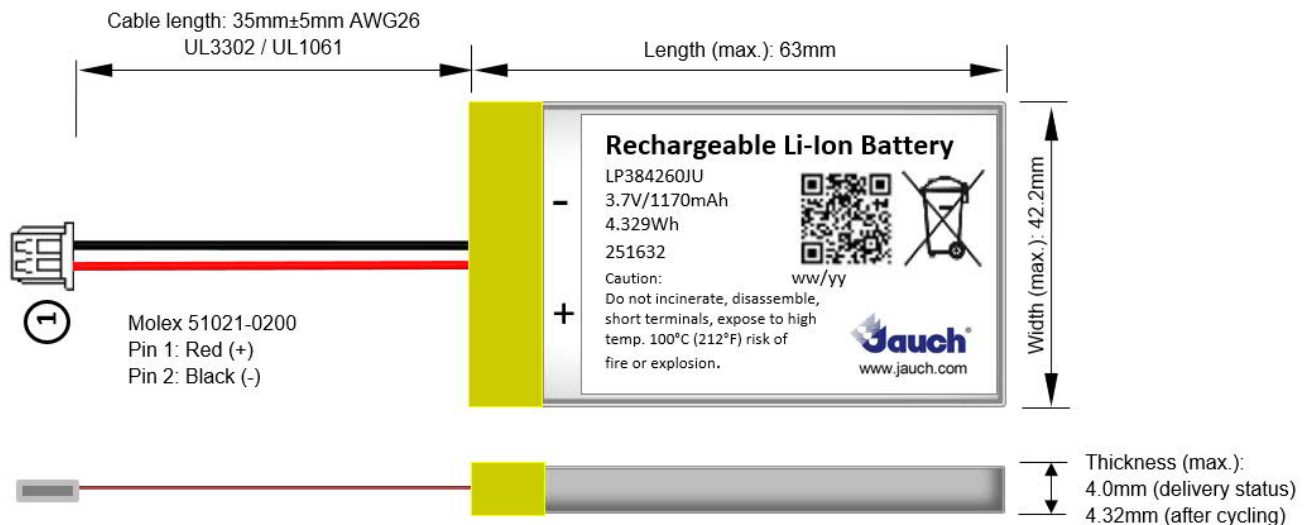 Cable length: 35mm±5mm AWG26
UL3302 / UL1061
Length (max.): 63mm
Rechargeable Li-Ion Battery
LP384260JU
3.7V/1170mAh
4.329Wh
251632
ww/yy
Caution:
Do not incinerate, disassemble,
short terminals, expose to high
temp. 100°C (212°F) risk of
fire or explosion.
Jauch®
www.jauch.com
-
+
Width (max.): 42.2mm
1
Molex 51021-0200
Pin 1: Red (+)
Pin 2: Black (-)
Thickness (max.):
4.0mm (delivery status)
4.32mm (after cycling)